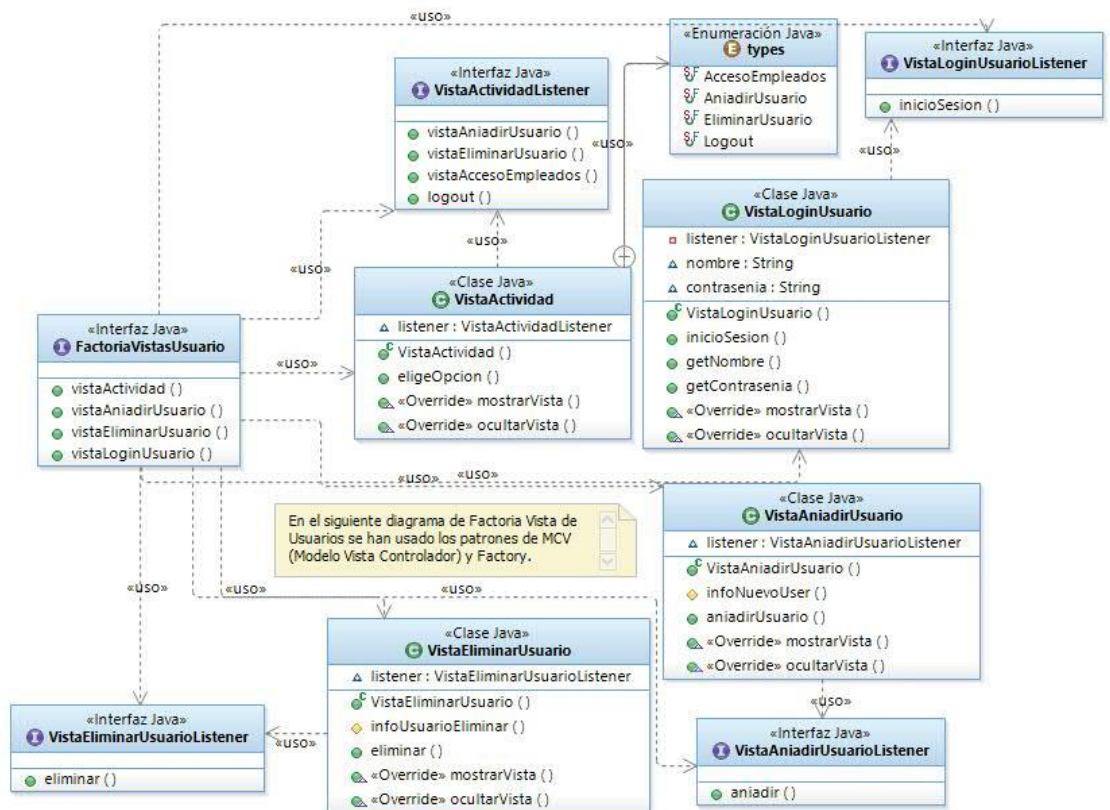 «uso»
«Interfaz Java»
VistaActividadListener
vistaAniadirUsuario ( )
vistaEliminarUsuario ( )
vistaAccesoEmpleados ( )
logout ( )
«Enumeración Java»
types
AccesoEmpleados
AniadirUsuario
EliminarUsuario
Logout
«Interfaz Java»
VistaLoginUsuarioListener
inicioSesion ( )
«uso»
«uso»
«uso»
«uso»
«Clase Java»
VistaActividad
listener : VistaActividadListener
VistaActividad ( )
eligeOpcion ( )
«Override» mostrarVista ( )
«Override» ocultarVista ( )
«Clase Java»
VistaLoginUsuario
listener : VistaLoginUsuarioListener
nombre : String
contrasenia : String
VistaLoginUsuario ( )
inicioSesion ( )
getNombre ( )
getContrasenia ( )
«Override» mostrarVista ( )
«Override» ocultarVista ( )
«Interfaz Java»
FactoriaVistasUsuario
vistaActividad ( )
vistaAniadirUsuario ( )
vistaEliminarUsuario ( )
vistaLoginUsuario ( )
«uso»
«uso»
«uso»
En el siguiente diagrama de Factoria Vista de
Usuarios se han usado los patrones de MCV
(Modelo Vista Controlador) y Factory.
«Clase Java»
VistaAniadirUsuario
listener : VistaAniadirUsuarioListener
VistaAniadirUsuario ( )
infoNuevoUser ( )
aniadirUsuario ( )
«Override» mostrarVista ( )
«Override» ocultarVista ( )
«uso»
«uso»
«uso»
«Clase Java»
VistaEliminarUsuario
listener : VistaEliminarUsuarioListener
VistaEliminarUsuario ( )
infoUsuarioEliminar ( )
eliminar ( )
«Override» mostrarVista ( )
«Override» ocultarVista ( )
«Interfaz Java»
VistaEliminarUsuarioListener
eliminar ( )
«uso»
«uso»
«Interfaz Java»
VistaAniadirUsuarioListener
aniadir ( )